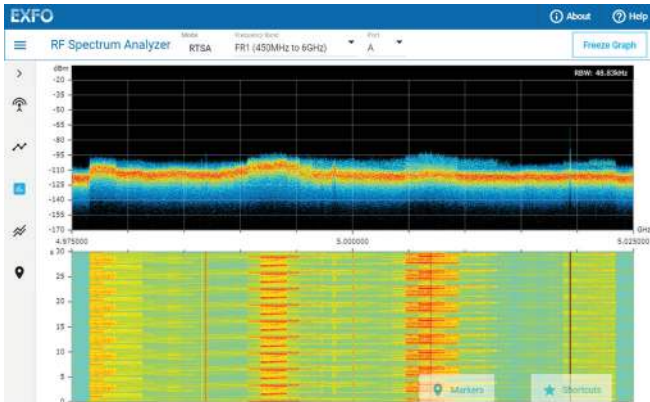 EXFO
About
Help
RF Spectrum Analyzer
Mode
RTSA
FR1 (450MHz to 6GHz)
Port
A
Freeze Graph
dBm
RBW: 48.83kHz
-20
-35
-50
-65
-80
-95
-110
-125
-140
-155
-170
GHz
4.975000
5.000000
5.025000
s 30
25
20
15
10
5
0
Markers
Shortcuts